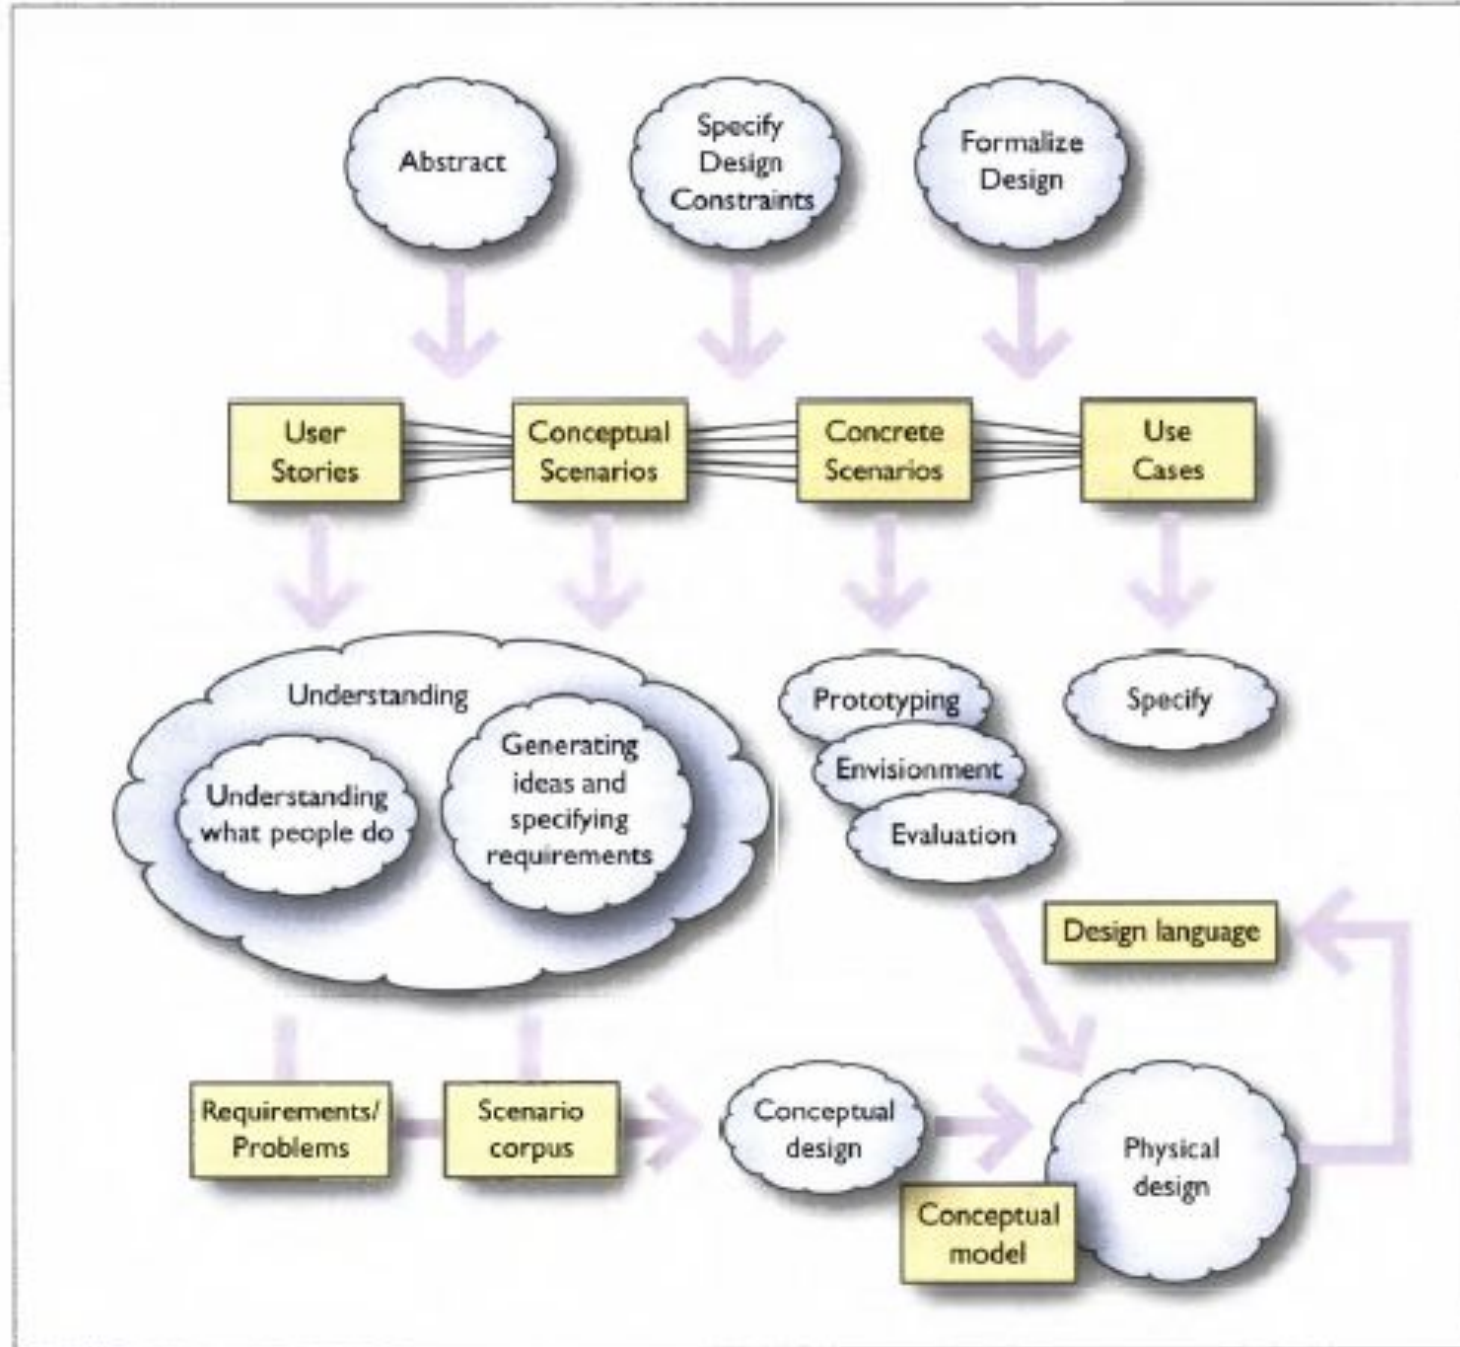 Abstract
Specify
Design
Constraints
Formalize
Design
User
Stories
Conceptual
Scenarios
Concrete
Scenarios
Use
Cases
Understanding
Understanding
what people do
Generating
ideas and
specifying
requirements
Prototyping
Envisionment
Evaluation
Specify
Design language
Requirements/
Problems
Scenario
corpus
Conceptual
design
Conceptual
model
Physical
design